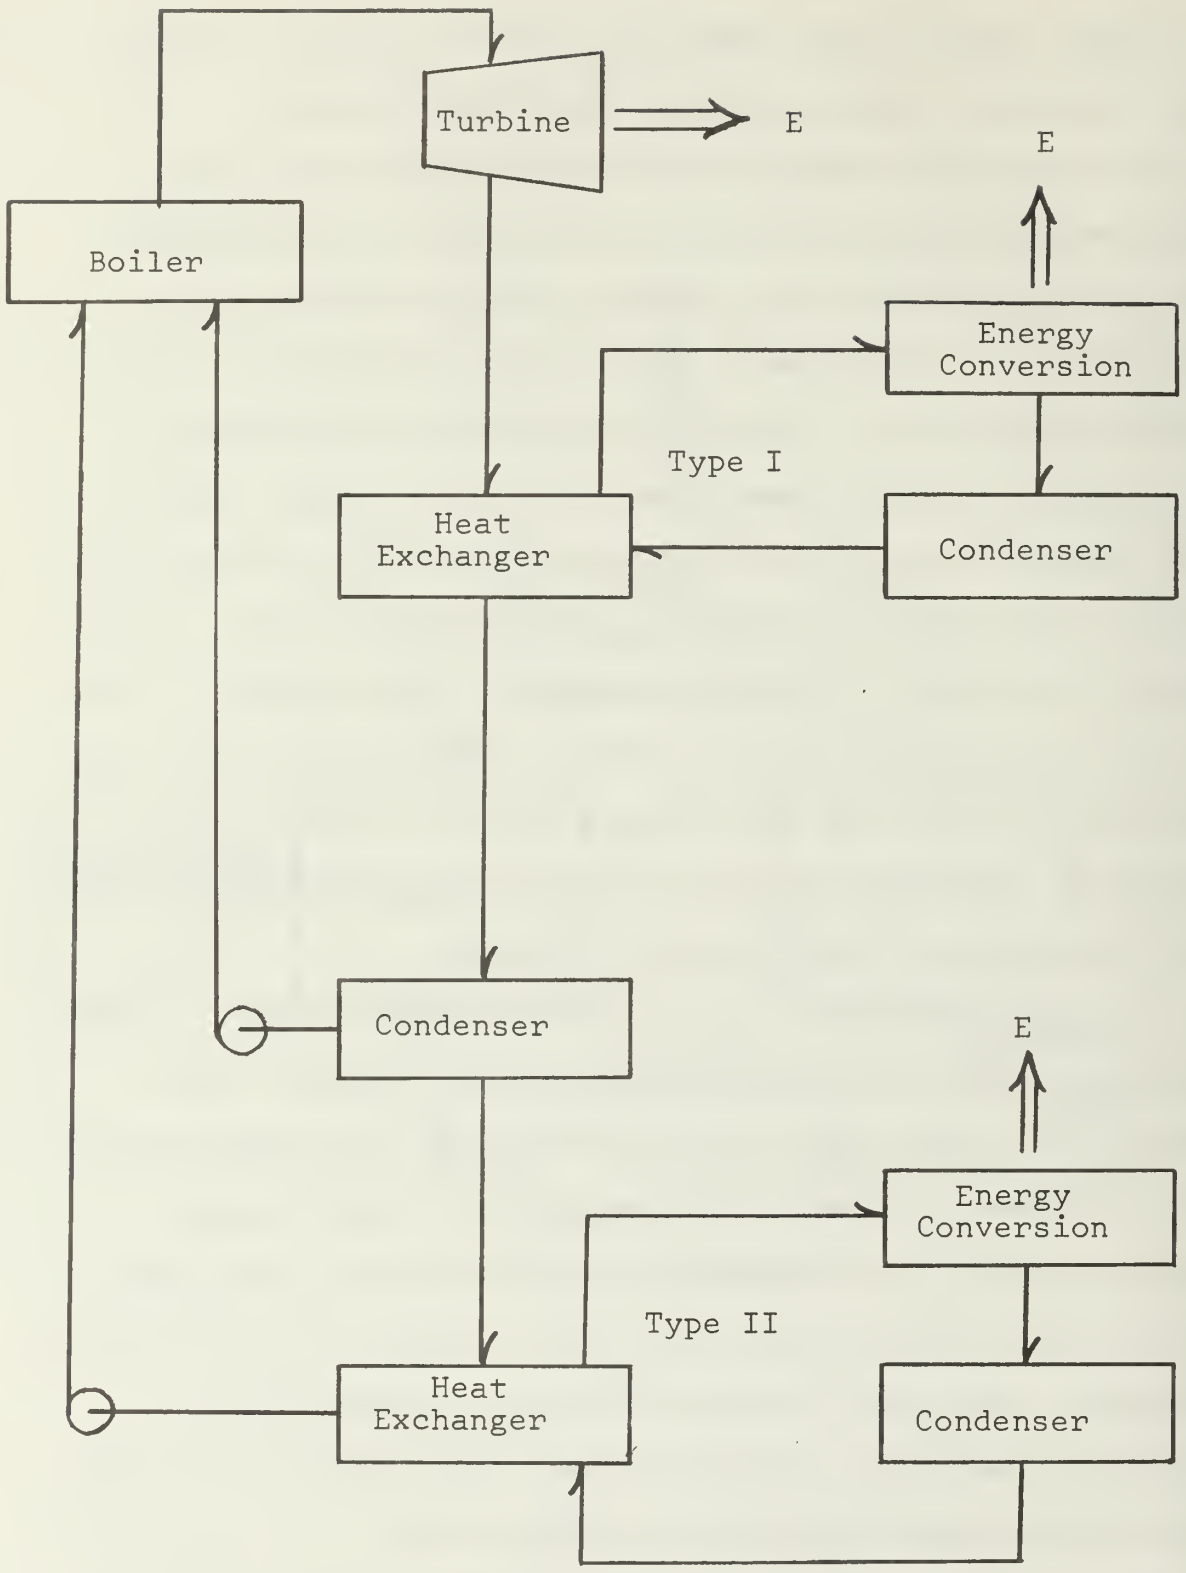 Turbine
E
E
Boiler
Energy
Conversion
Type I
Heat
Exchanger
Condenser
Condenser
E
Energy
Conversion
Type II
Heat
Exchanger
Condenser